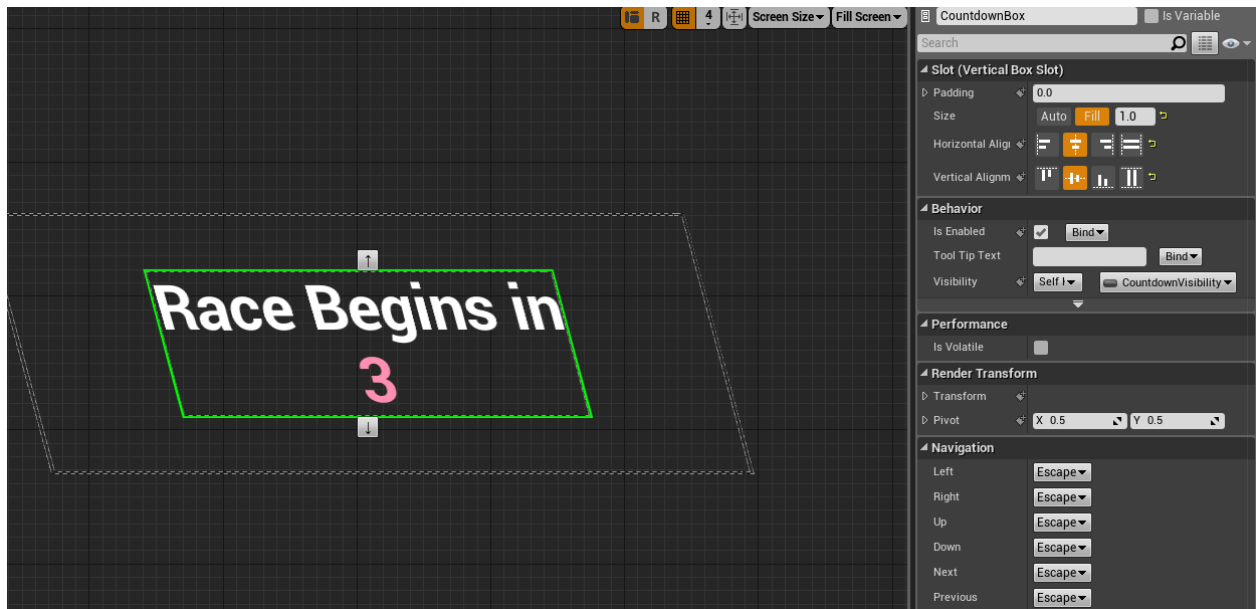 R
4
Screen Size
Fill Screen
Race Begins in
3
CountdownBox
Is Variable
Search
Slot (Vertical Box Slot)
Padding
0.0
Size
Auto
Fill
1.0
Horizontal Alig
Vertical Alignm
Behavior
Is Enabled
Bind
Tool Tip Text
Bind
Visibility
Self
CountdownVisibility
Performance
Is Volatile
Render Transform
Transform
Pivot
X 0.5
Y 0.5
Navigation
Left
Escape
Right
Escape
Up
Escape
Down
Escape
Next
Escape
Previous
Escape